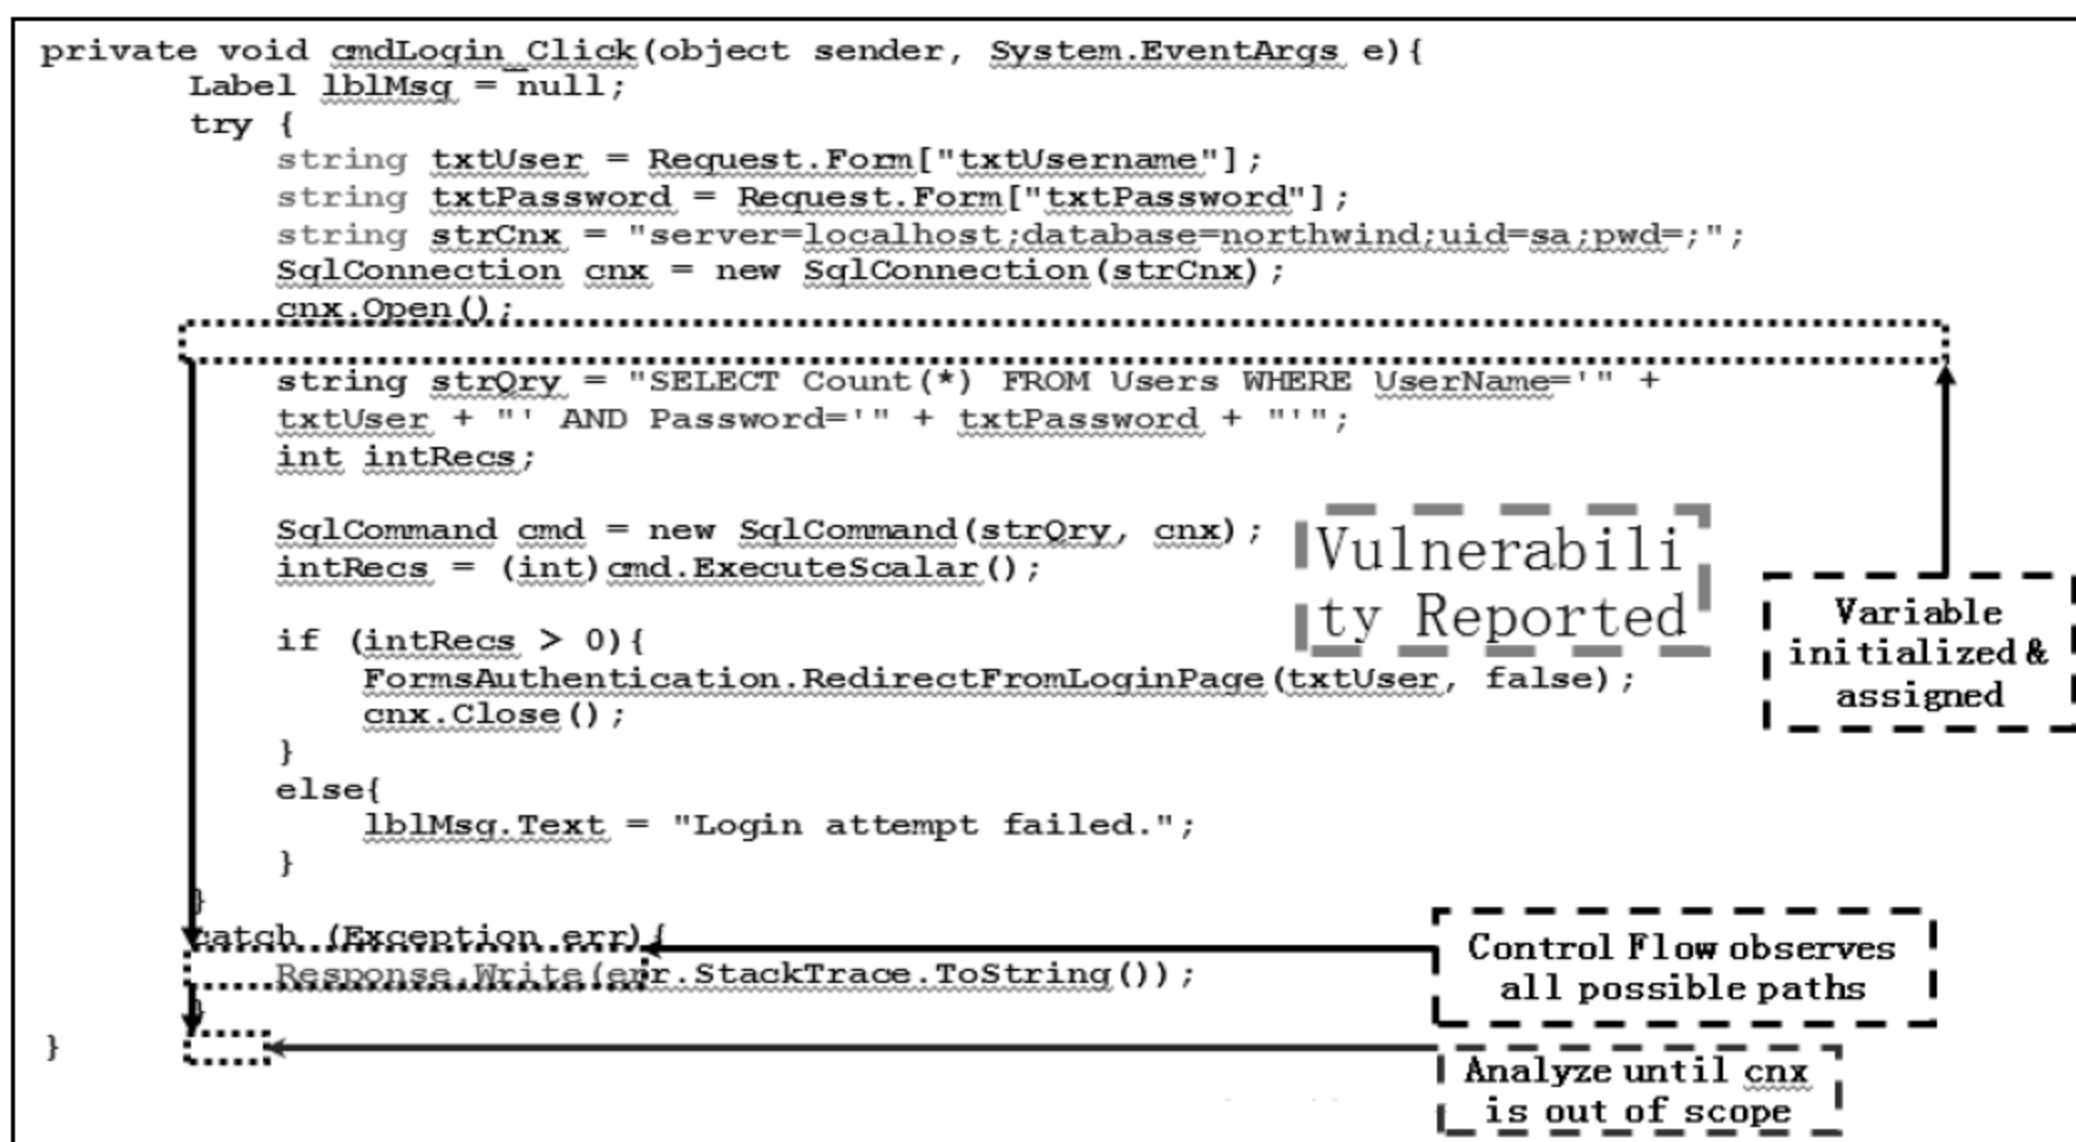 private void cmdLogin_Click(object sender, System.EventArgs e){
Label lblMsg = null;
try {
string txtUser = Request.Form["txtUsername"];
string txtPassword = Request.Form["txtPassword"];
string strCnx = "server=localhost;database=northwind;uid=sa;pwd=;";
SqlConnection cnx = new SqlConnection(strCnx);
cnx.Open();
string strQry = "SELECT Count(*) FROM Users WHERE UserName='" +
txtUser + "' AND Password='" + txtPassword + "'";
int intRecs;
SqlCommand cmd = new SqlCommand(strQry, cnx);
intRecs = (int)cmd.ExecuteScalar();
Vulnerabili
ty Reported
Variable
initialized &
assigned
if (intRecs > 0){
FormsAuthentication.RedirectFromLoginPage(txtUser, false);
cnx.Close();
}
else{
lblMsg.Text = "Login attempt failed.";
}
}
catch (Exception err){
Response.Write(err.StackTrace.ToString());
}
}
Control Flow observes
all possible paths
Analyze until cnx
is out of scope